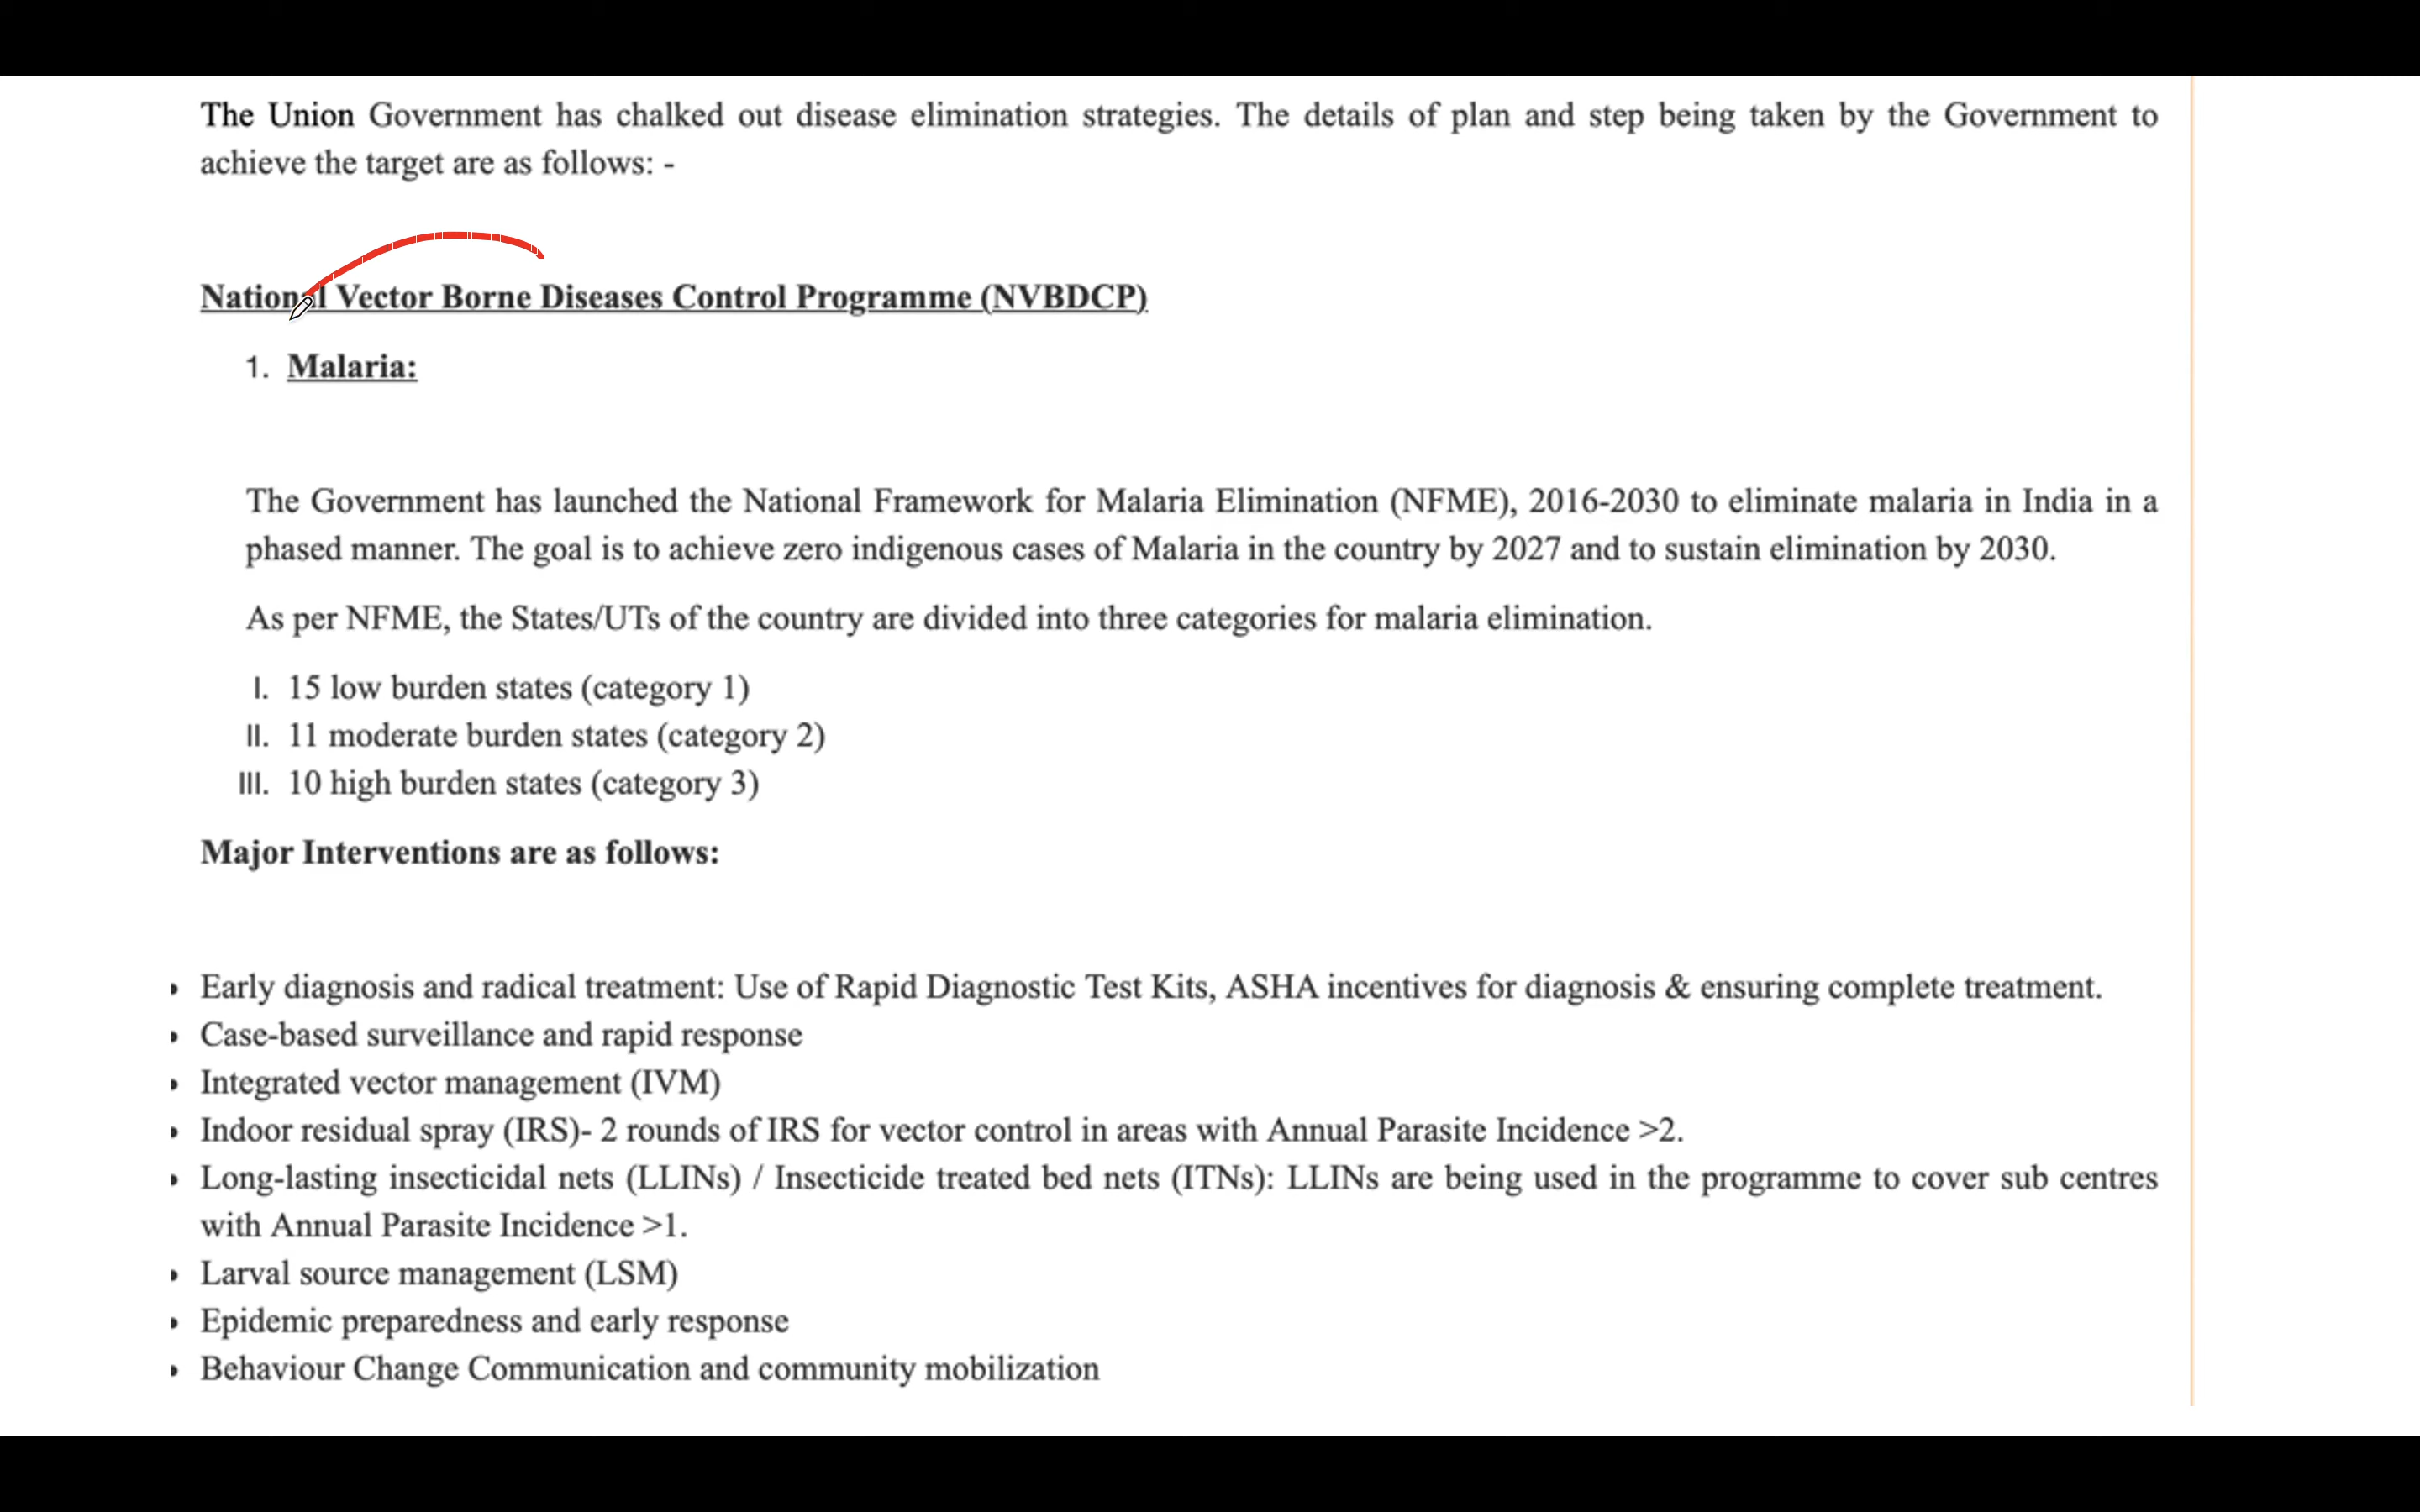 The Union Government has chalked out disease elimination strategies. The details of plan and step being taken by the Government to
achieve the target are as follows: -
National Vector Borne Diseases Control Programme (NVBDCP)
1. Malaria:
The Government has launched the National Framework for Malaria Elimination (NFME), 2016-2030 to eliminate malaria in India in a
phased manner. The goal is to achieve zero indigenous cases of Malaria in the country by 2027 and to sustain elimination by 2030.
As per NFME, the States/UTs of the country are divided into three categories for malaria elimination.
I. 15 low burden states (category 1)
II. 11 moderate burden states (category 2)
III. 10 high burden states (category 3)
Major Interventions are as follows:
Early diagnosis and radical treatment: Use of Rapid Diagnostic Test Kits, ASHA incentives for diagnosis & ensuring complete treatment.
Case-based surveillance and rapid response
Integrated vector management (IVM)
Indoor residual spray (IRS)- 2 rounds of IRS for vector control in areas with Annual Parasite Incidence >2.
Long-lasting insecticidal nets (LLINs) / Insecticide treated bed nets (ITNs): LLINs are being used in the programme to cover sub centres
with Annual Parasite Incidence >1.
Larval source management (LSM)
Epidemic preparedness and early response
Behaviour Change Communication and community mobilization